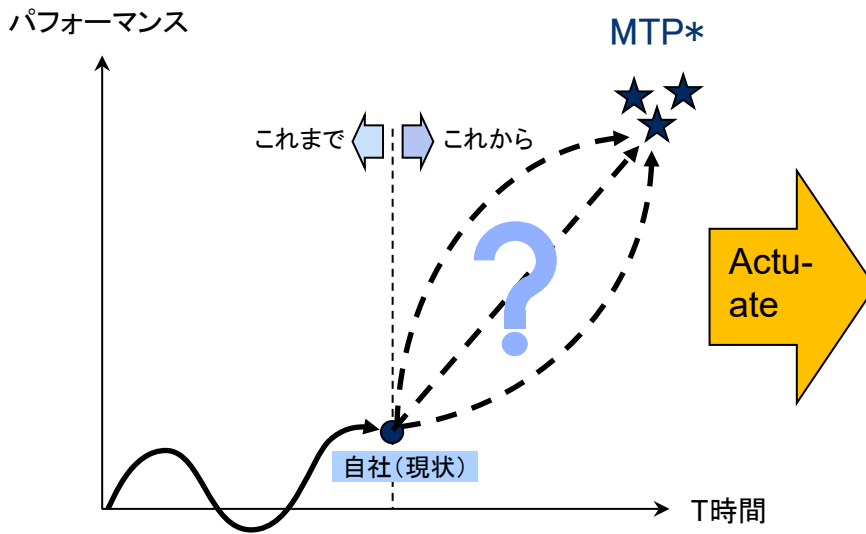 パフォーマンス
MTP*
これまで
これから
?
Actu-
ate
自社(現状)
T時間